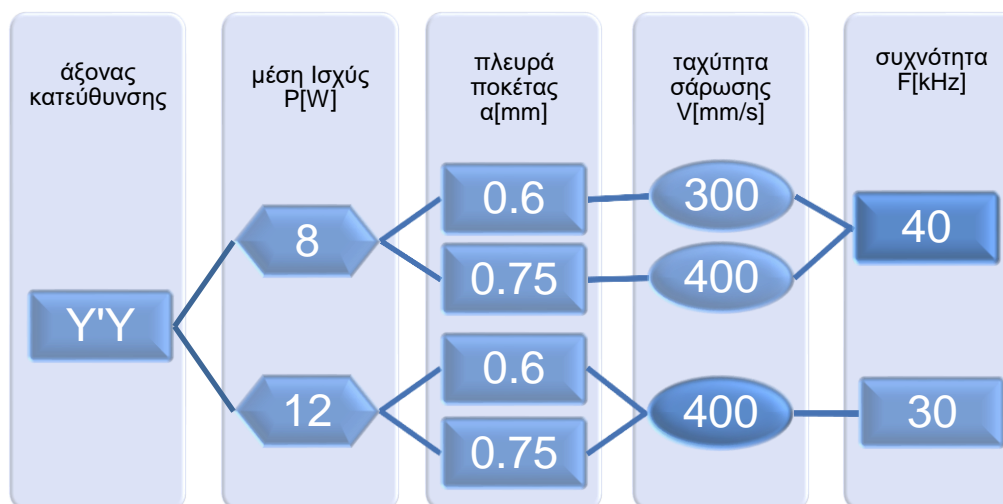 άξονας
κατεύθυνσης
μέση Ισχύς
P[W]
πλευρά
ποκέτας
α[mm]
ταχύτητα
σάρωσης
V[mm/s]
συχνότητα
F[kHz]
Υ'Υ
8
12
0.6
0.75
0.6
0.75
300
400
400
40
30